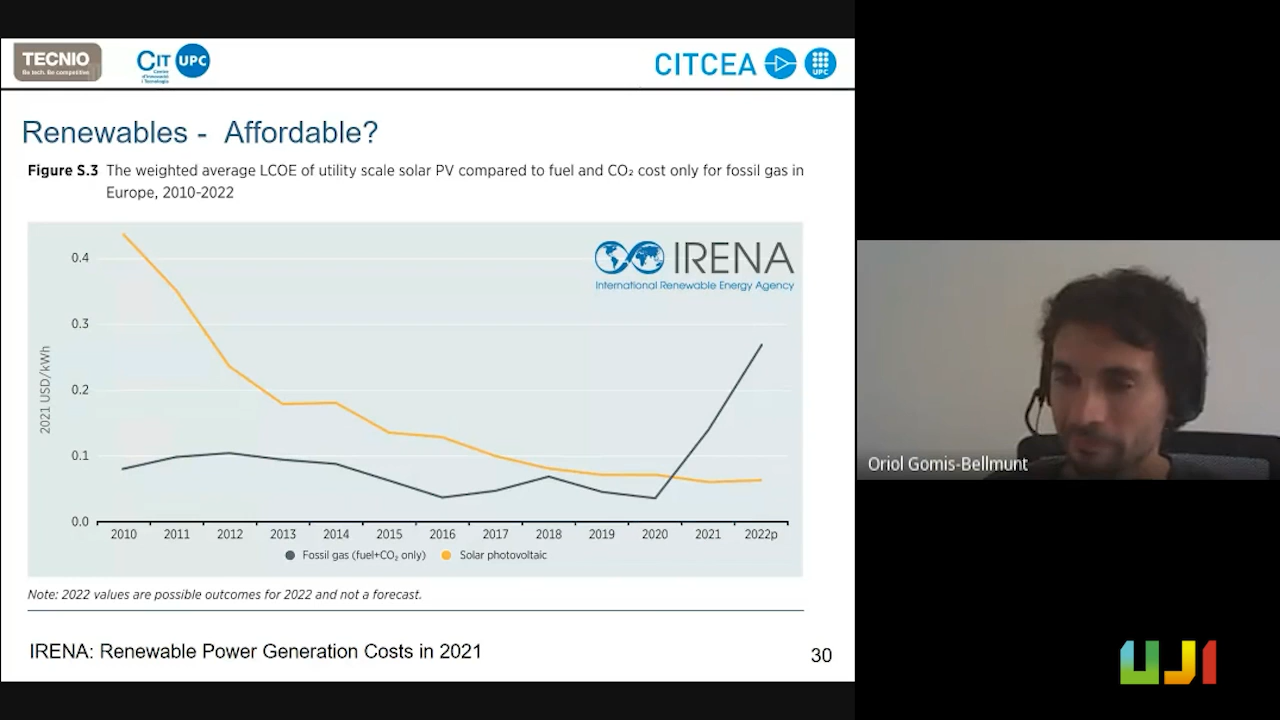 TECNIO
Be tech. Be competitive
CIT UPC
Centre
d'Innovació
i Tecnologia
CITCEA UPC
Renewables - Affordable?
Figure S.3 The weighted average LCOE of utility scale solar PV compared to fuel and CO₂ cost only for fossil gas in
Europe, 2010-2022
IRENA
International Renewable Energy Agency
0.4
0.3
0.2
0.1
0.0
2021 USD/kWh
2010 2011 2012 2013 2014 2015 2016 2017 2018 2019 2020 2021 2022p
Fossil gas (fuel+CO₂ only) Solar photovoltaic
Note: 2022 values are possible outcomes for 2022 and not a forecast.
IRENA: Renewable Power Generation Costs in 2021
30
Oriol Gomis-Bellmunt
UJI